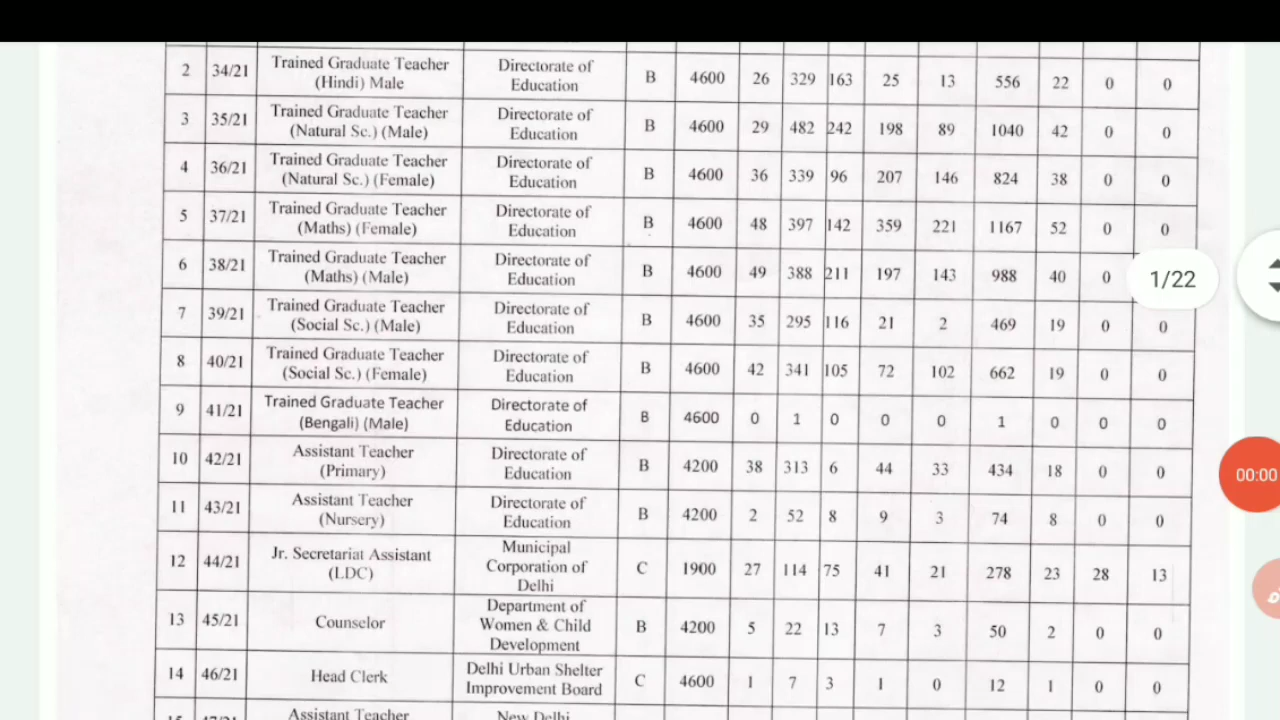 2 34/21 Trained Graduate Teacher (Hindi) Male Directorate of Education B 4600 26 329 163 25 13 556 22 0 0
3 35/21 Trained Graduate Teacher (Natural Sc.) (Male) Directorate of Education B 4600 29 482 242 198 89 1040 42 0 0
4 36/21 Trained Graduate Teacher (Natural Sc.) (Female) Directorate of Education B 4600 36 339 96 207 146 824 38 0 0
5 37/21 Trained Graduate Teacher (Maths) (Female) Directorate of Education B 4600 48 397 142 359 221 1167 52 0 0
6 38/21 Trained Graduate Teacher (Maths) (Male) Directorate of Education B 4600 49 388 211 197 143 988 40 0
1/22
7 39/21 Trained Graduate Teacher (Social Sc.) (Male) Directorate of Education B 4600 35 295 116 21 2 469 19 0 0
8 40/21 Trained Graduate Teacher (Social Sc.) (Female) Directorate of Education B 4600 42 341 105 72 102 662 19 0 0
9 41/21 Trained Graduate Teacher (Bengali) (Male) Directorate of Education B 4600 0 1 0 0 0 1 0 0 0
10 42/21 Assistant Teacher (Primary) Directorate of Education B 4200 38 313 6 44 33 434 18 0 0
00:00
11 43/21 Assistant Teacher (Nursery) Directorate of Education B 4200 2 52 8 9 3 74 8 0 0
12 44/21 Jr. Secretariat Assistant (LDC) Municipal Corporation of Delhi C 1900 27 114 75 41 21 278 23 28 13
13 45/21 Counselor Department of Women & Child Development B 4200 5 22 13 7 3 50 2 0 0
14 46/21 Head Clerk Delhi Urban Shelter Improvement Board C 4600 1 7 3 1 0 12 1 0 0
Assistant Teacher New Delhi